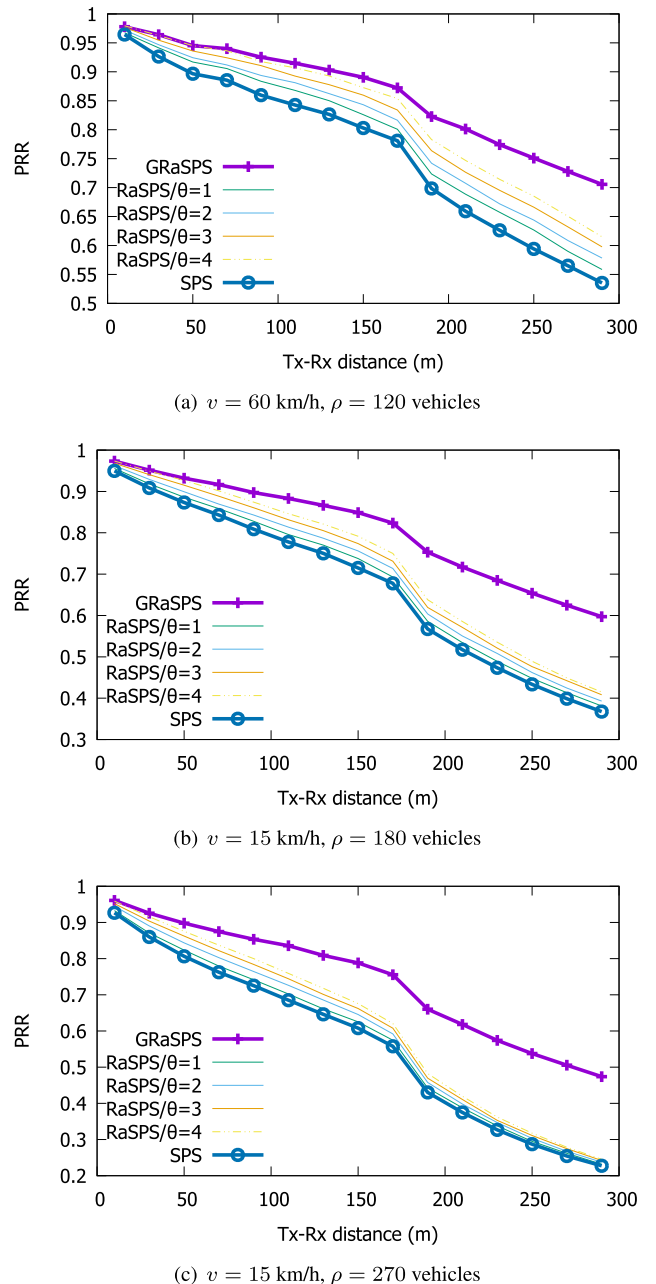 1
0.95
0.9
0.85
0.8
0.75
0.7
0.65
0.6
0.55
0.5
PRR
GRaSPS
RaSPS/θ=1
RaSPS/θ=2
RaSPS/θ=3
RaSPS/θ=4
SPS
0 50 100 150 200 250 300
Tx-Rx distance (m)
(a) v = 60 km/h, ρ = 120 vehicles
1
0.9
0.8
0.7
0.6
0.5
0.4
0.3
PRR
GRaSPS
RaSPS/θ=1
RaSPS/θ=2
RaSPS/θ=3
RaSPS/θ=4
SPS
0 50 100 150 200 250 300
Tx-Rx distance (m)
(b) v = 15 km/h, ρ = 180 vehicles
1
0.9
0.8
0.7
0.6
0.5
0.4
0.3
0.2
PRR
GRaSPS
RaSPS/θ=1
RaSPS/θ=2
RaSPS/θ=3
RaSPS/θ=4
SPS
0 50 100 150 200 250 300
Tx-Rx distance (m)
(c) v = 15 km/h, ρ = 270 vehicles